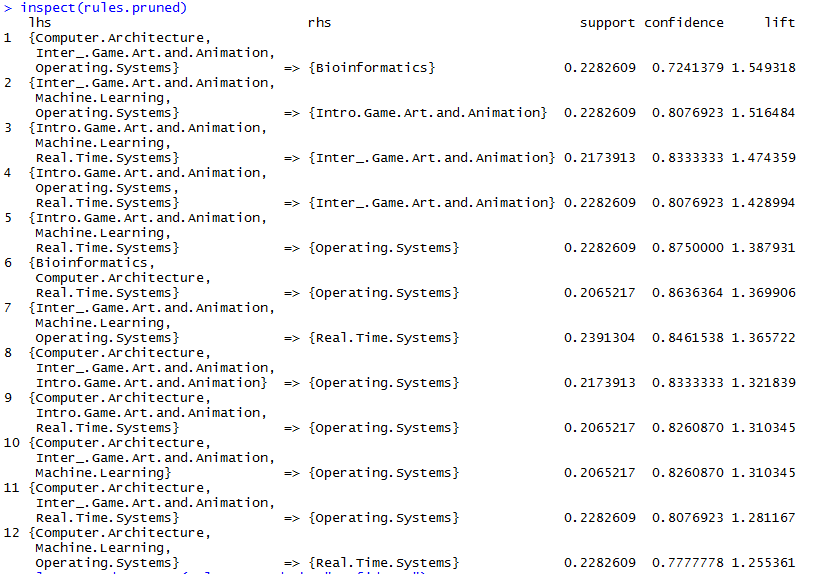 > inspect(rules.pruned)
   lhs                               rhs                              support confidence     lift
1  {Computer.Architecture,
    Inter_.Game.Art.and.Animation,
    Operating.Systems}            => {Bioinformatics}               0.2282609  0.7241379 1.549318
2  {Inter_.Game.Art.and.Animation,
    Machine.Learning,
    Operating.Systems}            => {Intro.Game.Art.and.Animation}  0.2282609  0.8076923 1.516484
3  {Intro.Game.Art.and.Animation,
    Machine.Learning,
    Real.Time.Systems}            => {Inter_.Game.Art.and.Animation} 0.2173913  0.8333333 1.474359
4  {Intro.Game.Art.and.Animation,
    Operating.Systems,
    Real.Time.Systems}            => {Inter_.Game.Art.and.Animation} 0.2282609  0.8076923 1.428994
5  {Intro.Game.Art.and.Animation,
    Machine.Learning,
    Real.Time.Systems}            => {Operating.Systems}             0.2282609  0.8750000 1.387931
6  {Bioinformatics,
    Computer.Architecture,
    Real.Time.Systems}            => {Operating.Systems}             0.2065217  0.8636364 1.369906
7  {Inter_.Game.Art.and.Animation,
    Machine.Learning,
    Operating.Systems}            => {Real.Time.Systems}             0.2391304  0.8461538 1.365722
8  {Computer.Architecture,
    Inter_.Game.Art.and.Animation,
    Intro.Game.Art.and.Animation}  => {Operating.Systems}             0.2173913  0.8333333 1.321839
9  {Computer.Architecture,
    Intro.Game.Art.and.Animation,
    Real.Time.Systems}            => {Operating.Systems}             0.2065217  0.8260870 1.310345
10 {Computer.Architecture,
    Inter_.Game.Art.and.Animation,
    Machine.Learning}             => {Operating.Systems}             0.2065217  0.8260870 1.310345
11 {Computer.Architecture,
    Inter_.Game.Art.and.Animation,
    Real.Time.Systems}            => {Operating.Systems}             0.2282609  0.8076923 1.281167
12 {Computer.Architecture,
    Machine.Learning,
    Operating.Systems}            => {Real.Time.Systems}             0.2282609  0.7777778 1.255361